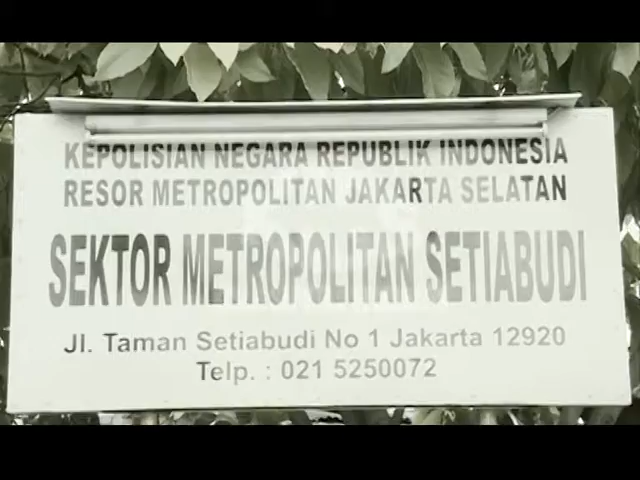 KEPOLISIAN NEGARA REPUBLIK INDONESIA
RESOR METROPOLITAN JAKARTA SELATAN
SEKTOR METROPOLITAN SETIABUDI
Jl. Taman Setiabudi No 1 Jakarta 12920
Telp. : 021 5250072